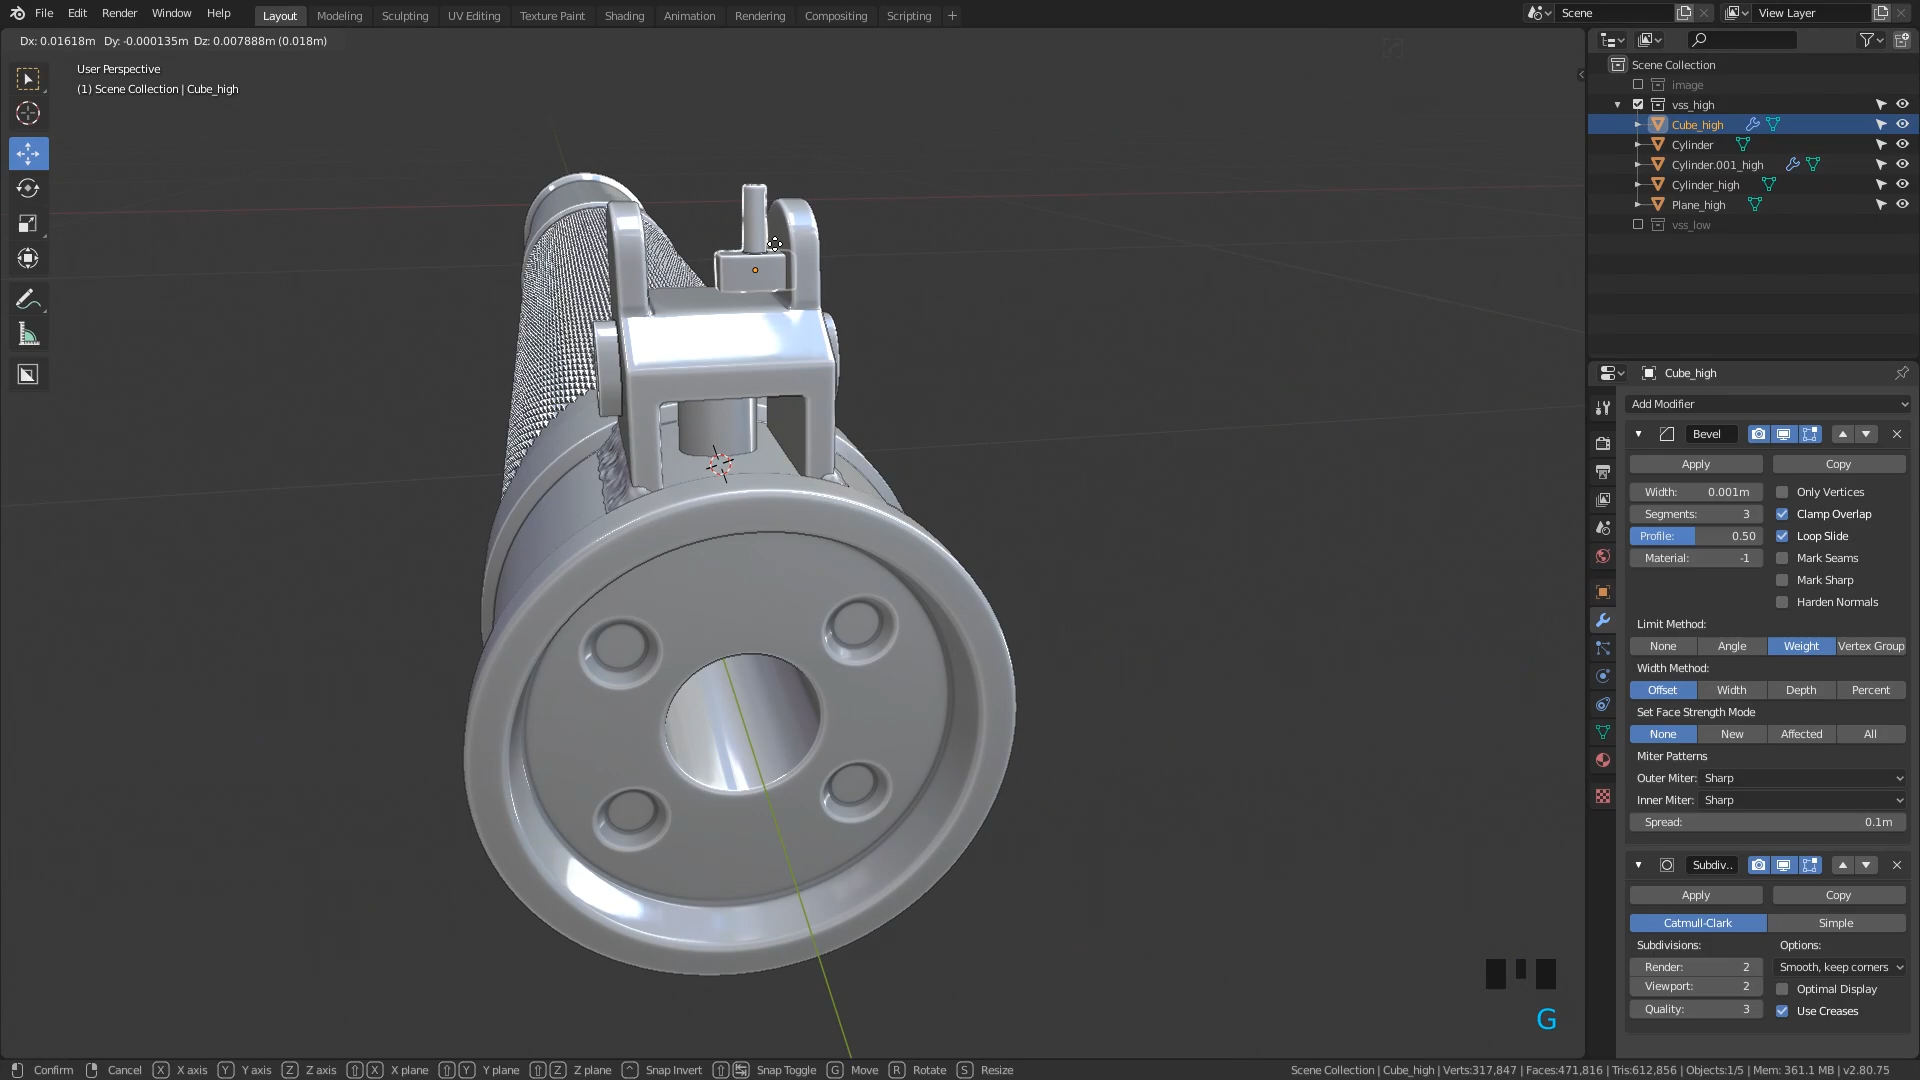 File Edit Render Window Help Layout Modeling Sculpting UV Editing Texture Paint Shading Animation Rendering Compositing Scripting + Scene View Layer
Dx: 0.01618m Dy: -0.000135m Dz: 0.007888m (0.018m)
User Perspective
(1) Scene Collection | Cube_high
Scene Collection
image
vss_high
Cube_high
Cylinder
Cylinder.001_high
Cylinder_high
Plane_high
vss_low
Cube_high
Add Modifier
Bevel
Apply Copy
Width: 0.001m Only Vertices
Segments: 3 Clamp Overlap
Profile: 0.50 Loop Slide
Material: -1 Mark Seams
Mark Sharp
Harden Normals
Limit Method:
None Angle Weight Vertex Group
Width Method:
Offset Width Depth Percent
Set Face Strength Mode
None New Affected All
Miter Patterns
Outer Miter: Sharp
Inner Miter: Sharp
Spread: 0.1m
Subdiv..
Apply Copy
Catmull-Clark Simple
Subdivisions: Options:
Render: 2 Smooth, keep corners
Viewport: 2 Optimal Display
Quality: 3 Use Creases
G
Confirm Cancel X X axis Y Y axis Z Z axis X X plane Y Y plane Z Z plane ^ Snap Invert Snap Toggle G Move R Rotate S Resize Scene Collection | Cube_high | Verts:317,847 | Faces:471,816 | Tris:612,856 | Objects:1/5 | Mem: 361.1 MB | v2.80.75